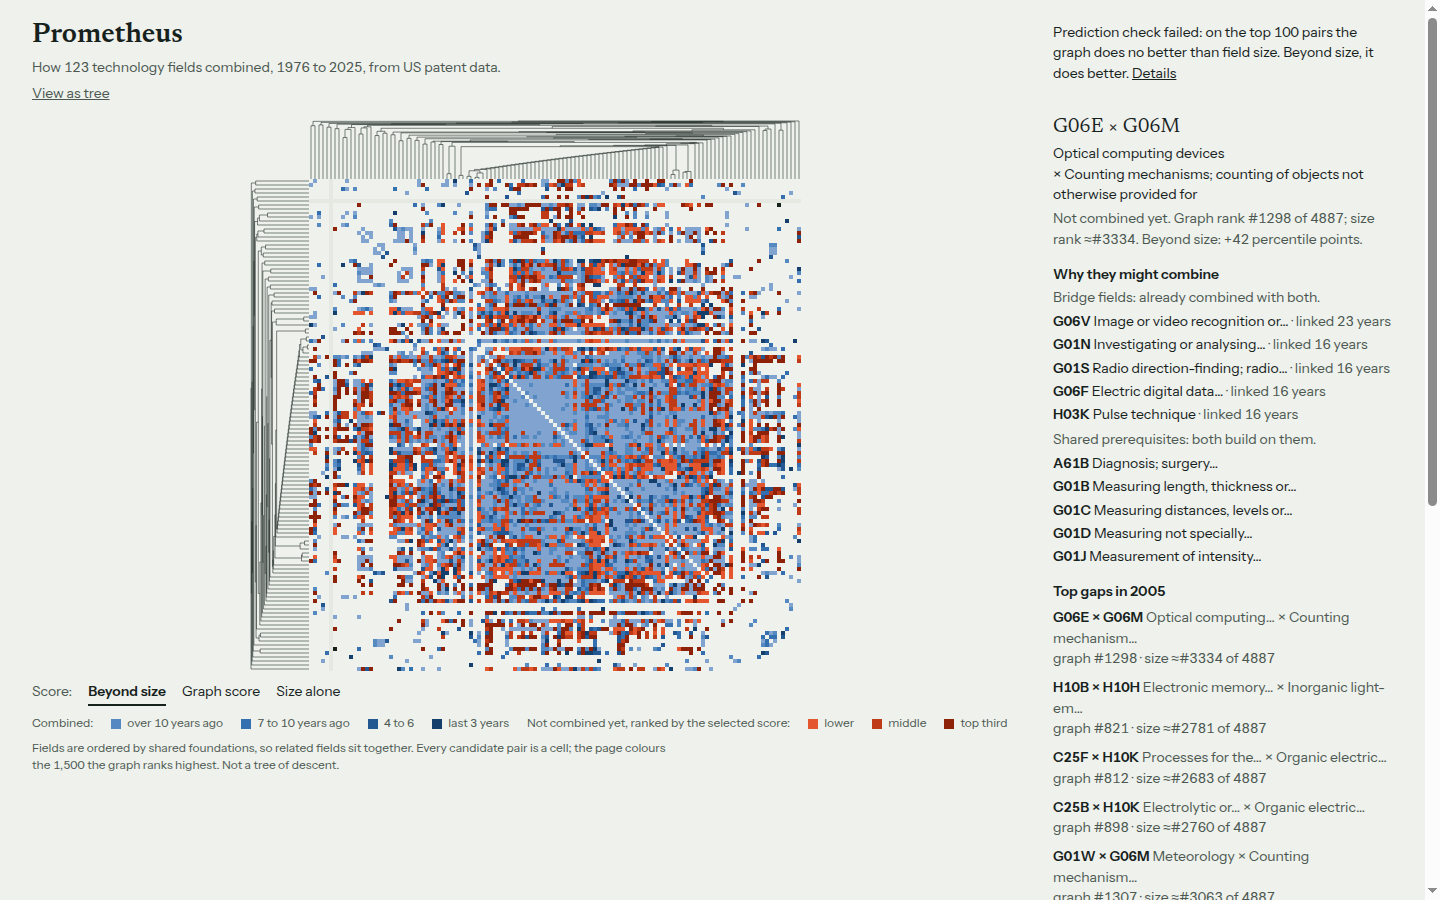 Prometheus
How 123 technology fields combined, 1976 to 2025, from US patent data.
View as tree
Score: Beyond size Graph score Size alone
Combined: over 10 years ago 7 to 10 years ago 4 to 6 last 3 years Not combined yet, ranked by the selected score: lower middle top third
Fields are ordered by shared foundations, so related fields sit together. Every candidate pair is a cell; the page colours
the 1,500 the graph ranks highest. Not a tree of descent.
Prediction check failed: on the top 100 pairs the
graph does no better than field size. Beyond size, it
does better. Details
G06E × G06M
Optical computing devices
× Counting mechanisms; counting of objects not
otherwise provided for
Not combined yet. Graph rank #1298 of 4887; size
rank ≈#3334. Beyond size: +42 percentile points.
Why they might combine
Bridge fields: already combined with both.
G06V Image or video recognition or… · linked 23 years
G01N Investigating or analysing… · linked 16 years
G01S Radio direction-finding; radio… · linked 16 years
G06F Electric digital data… · linked 16 years
H03K Pulse technique · linked 16 years
Shared prerequisites: both build on them.
A61B Diagnosis; surgery…
G01B Measuring length, thickness or…
G01C Measuring distances, levels or…
G01D Measuring not specially…
G01J Measurement of intensity…
Top gaps in 2005
G06E × G06M Optical computing… × Counting
mechanism…
graph #1298 · size ≈#3334 of 4887
H10B × H10H Electronic memory… × Inorganic light-
em…
graph #821 · size ≈#2781 of 4887
C25F × H10K Processes for the… × Organic electric…
graph #812 · size ≈#2683 of 4887
C25B × H10K Electrolytic or… × Organic electric…
graph #898 · size ≈#2760 of 4887
G01W × G06M Meteorology × Counting
mechanism…
graph #1307 · size ≈#3063 of 4887